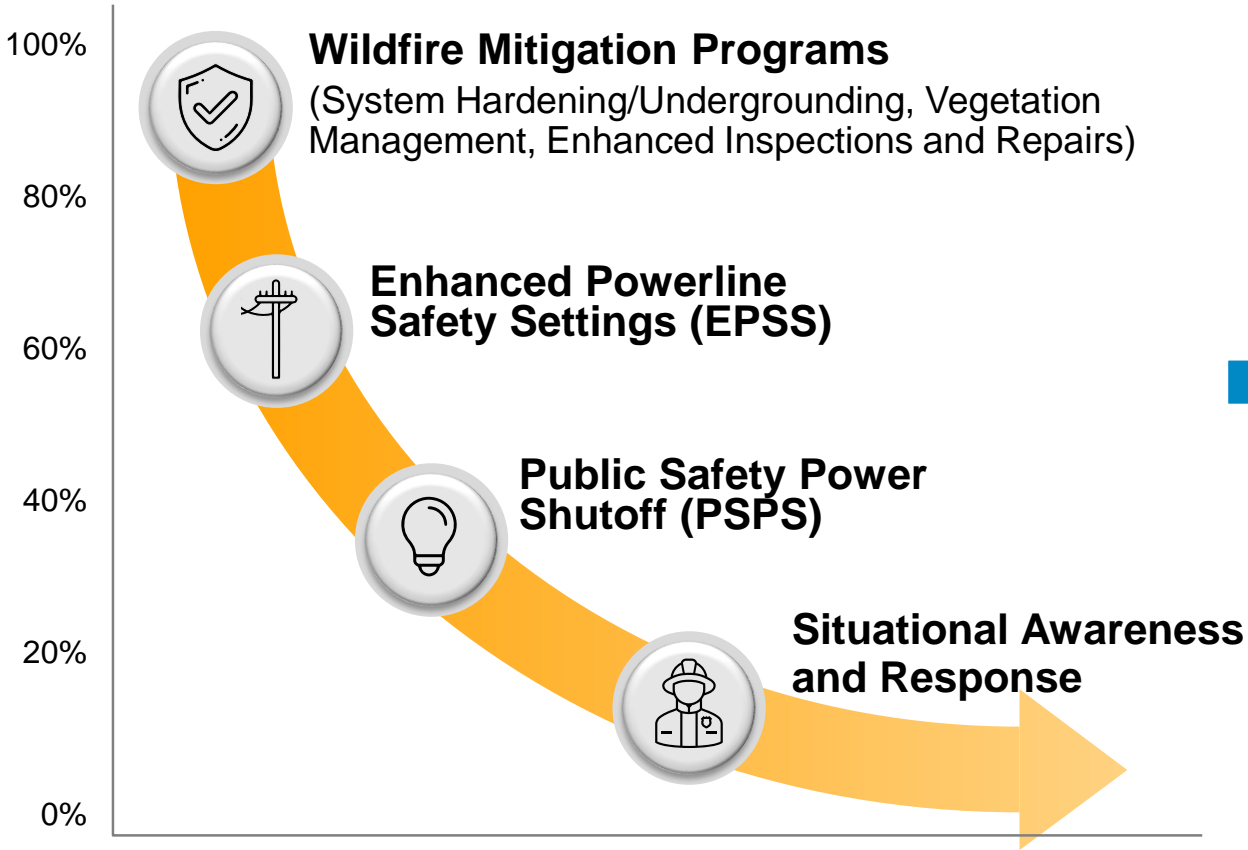 100%
Wildfire Mitigation Programs
(System Hardening/Undergrounding, Vegetation
Management, Enhanced Inspections and Repairs)
80%
Enhanced Powerline
Safety Settings (EPSS)
60%
Public Safety Power
Shutoff (PSPS)
40%
Situational Awareness
and Response
20%
0%